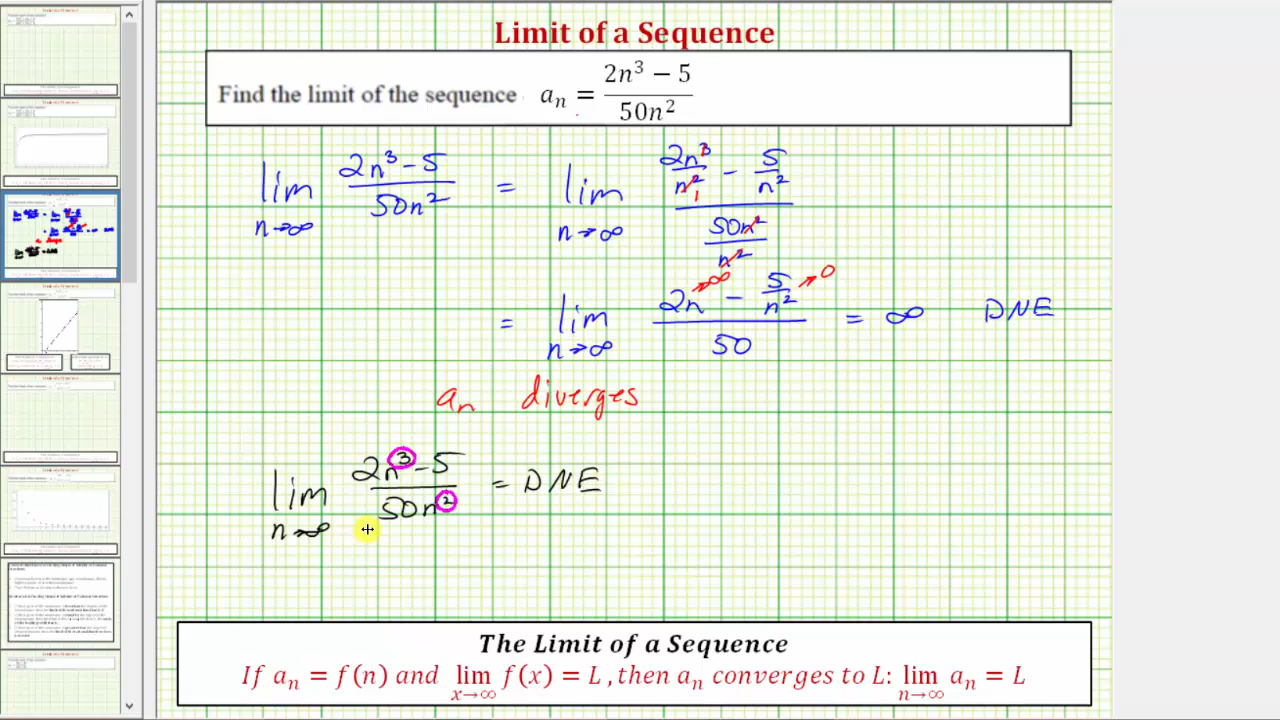 Limit of a Sequence
Find the limit of the sequence aₙ = (2n³ − 5)/(50n²)
lim n→∞ (2n³ − 5)/(50n²) = lim n→∞ (2n³/n² − 5/n²)/(50n²/n²)
1
= lim n→∞ (2n − 5/n²)/50 = ∞ DNE
→∞ →0
aₙ diverges
lim n→∞ (2n³ − 5)/(50n²) = DNE
The Limit of a Sequence
If aₙ = f(n) and lim x→∞ f(x) = L, then aₙ converges to L: lim n→∞ aₙ = L